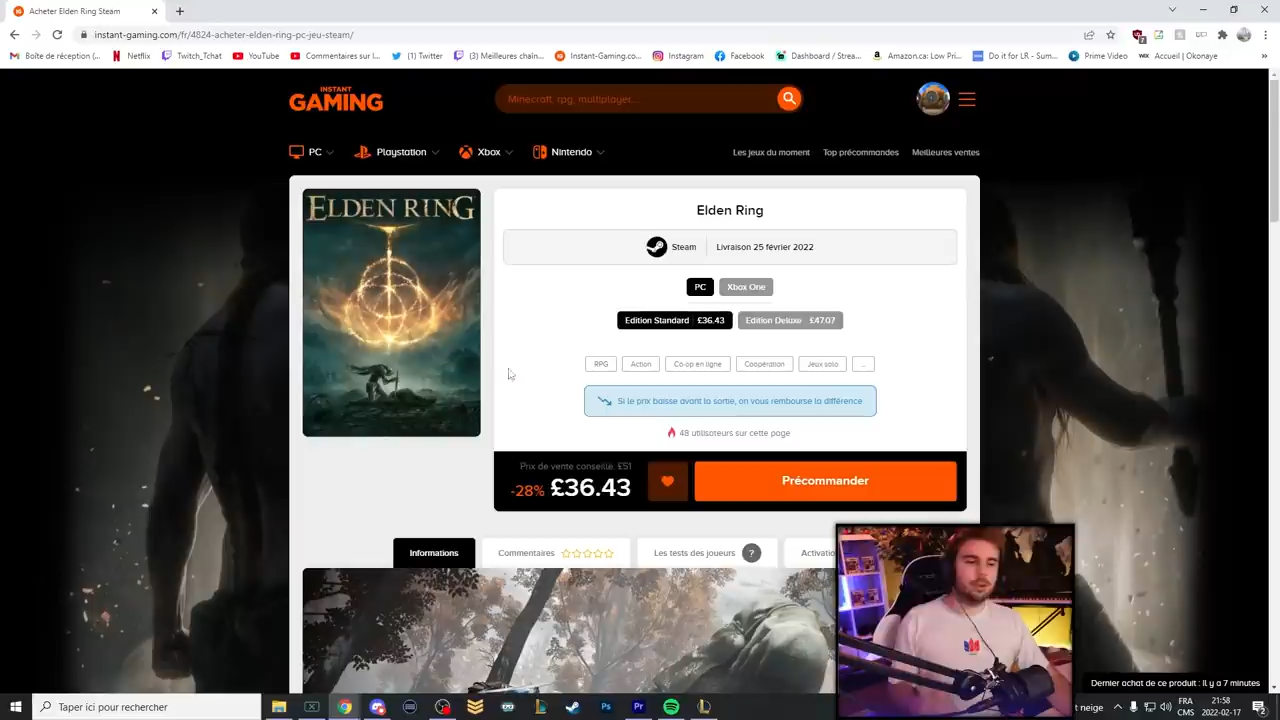 Acheter Elden Ring Steam
instant-gaming.com/fr/4824-acheter-elden-ring-pc-jeu-steam/
Boîte de réception (... Netflix Twitch_Tchat YouTube Commentaires sur l... (1) Twitter (3) Meilleures chaîn... Instant-Gaming.co... Instagram Facebook Dashboard / Strea... Amazon.ca: Low Pri... Do it for LR - Sum... Prime Video Accueil | Okonaye
INSTANT
GAMING
Minecraft, rpg, multiplayer...
PC Playstation Xbox Nintendo Les jeux du moment Top précommandes Meilleures ventes
ELDEN RING
Elden Ring
Steam Livraison 25 février 2022
PC Xbox One
Edition Standard £36.43 Edition Deluxe £47.07
RPG Action Co-op en ligne Coopération Jeux solo ...
Si le prix baisse avant la sortie, on vous rembourse la différence
48 utilisateurs sur cette page
Prix de vente conseillé £51
-28% £36.43 Précommander
Informations Commentaires Les tests des joueurs ? Activatio
Dernier achat de ce produit : Il y a 7 minutes
Taper ici pour rechercher
t neige
FRA
CMS
21:58
2022-02-17